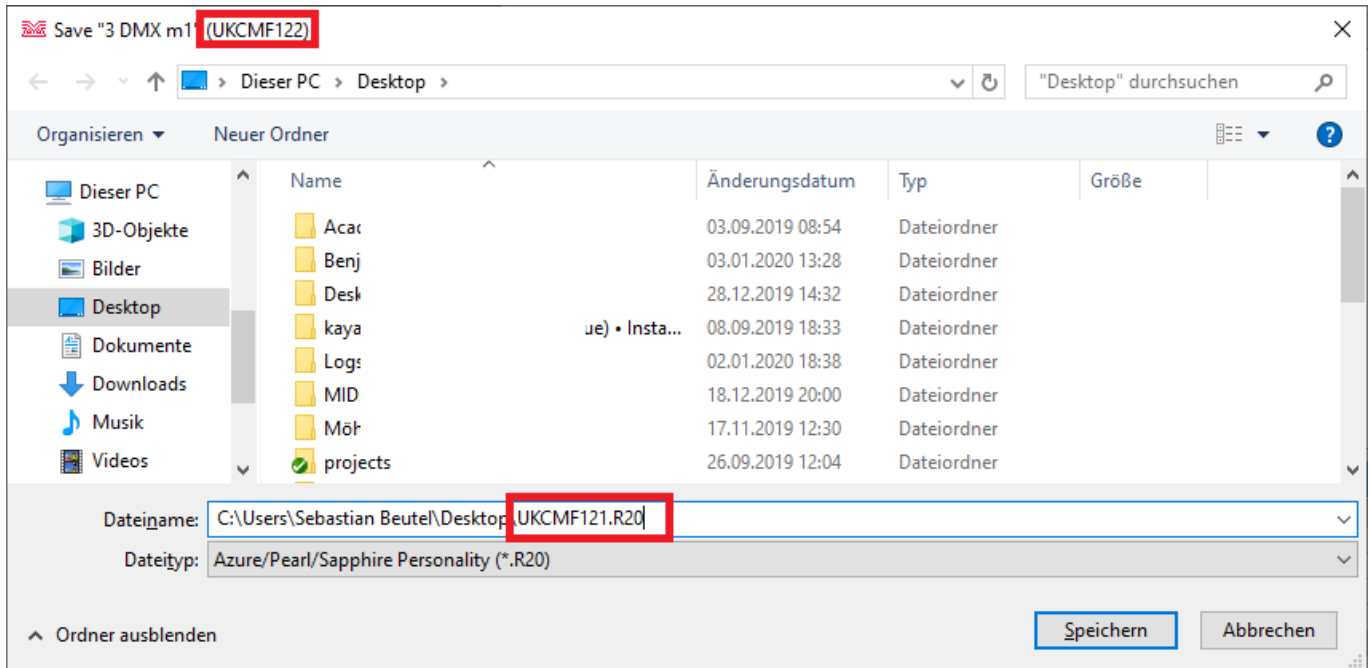 Save "3 DMX m1" (UKCMF122)
Dieser PC > Desktop >
"Desktop" durchsuchen
Organisieren
Neuer Ordner
?
Dieser PC
3D-Objekte
Bilder
Desktop
Dokumente
Downloads
Musik
Videos
Name Änderungsdatum Typ Größe
03.09.2019 08:54 Dateiordner
03.01.2020 13:28 Dateiordner
28.12.2019 14:32 Dateiordner
kaya ue) • Insta... 08.09.2019 18:33 Dateiordner
02.01.2020 18:38 Dateiordner
MID 18.12.2019 20:00 Dateiordner
Möh 17.11.2019 12:30 Dateiordner
projects 26.09.2019 12:04 Dateiordner
Dateiname: C:\Users\Sebastian Beutel\Desktop\UKCMF121.R20
Dateityp: Azure/Pearl/Sapphire Personality (*.R20)
Ordner ausblenden
Speichern
Abbrechen